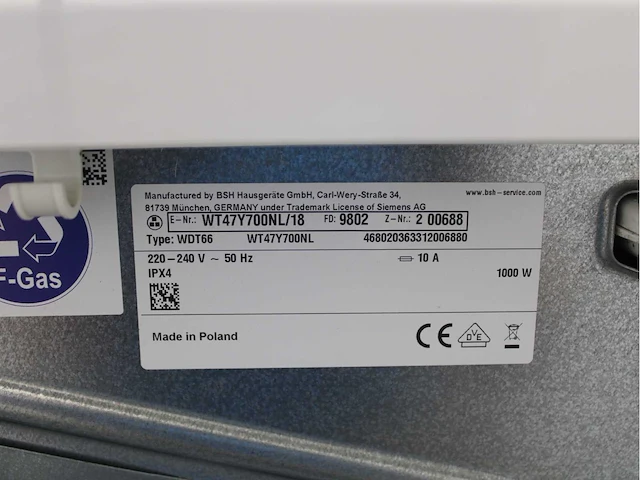 Manufactured by BSH Hausgeräte GmbH, Carl-Wery-Straße 34,
81739 München, GERMANY under Trademark License of Siemens AG
www.bsh-service.com
E-Nr.: WT47Y700NL/18 FD: 9802 Z-Nr.: 2 00688
Type: WDT66 WT47Y700NL 468020363312006880
220-240 V ~ 50 Hz 10 A
IPX4 1000 W
Made in Poland
CE DVE
F-Gas